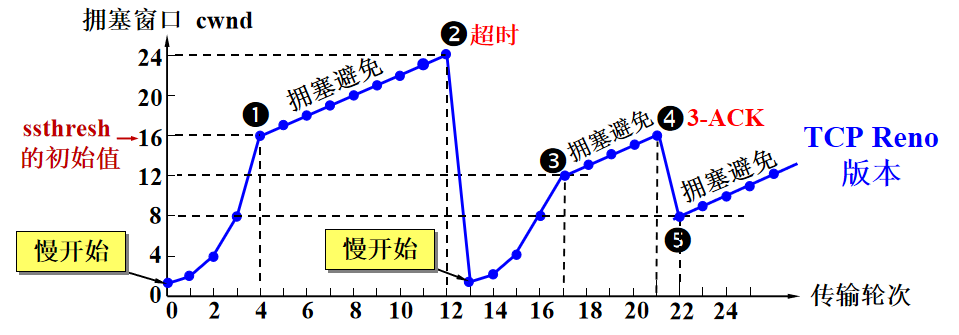 拥塞窗口 cwnd
❷超时
24
20
ssthresh
的初始值
16
12
8
4
0
❶
拥塞避免
❸
拥塞避免
❹ 3-ACK
TCP Reno
版本
拥塞避免
❺
慢开始
慢开始
0 2 4 6 8 10 12 14 16 18 20 22 24
传输轮次